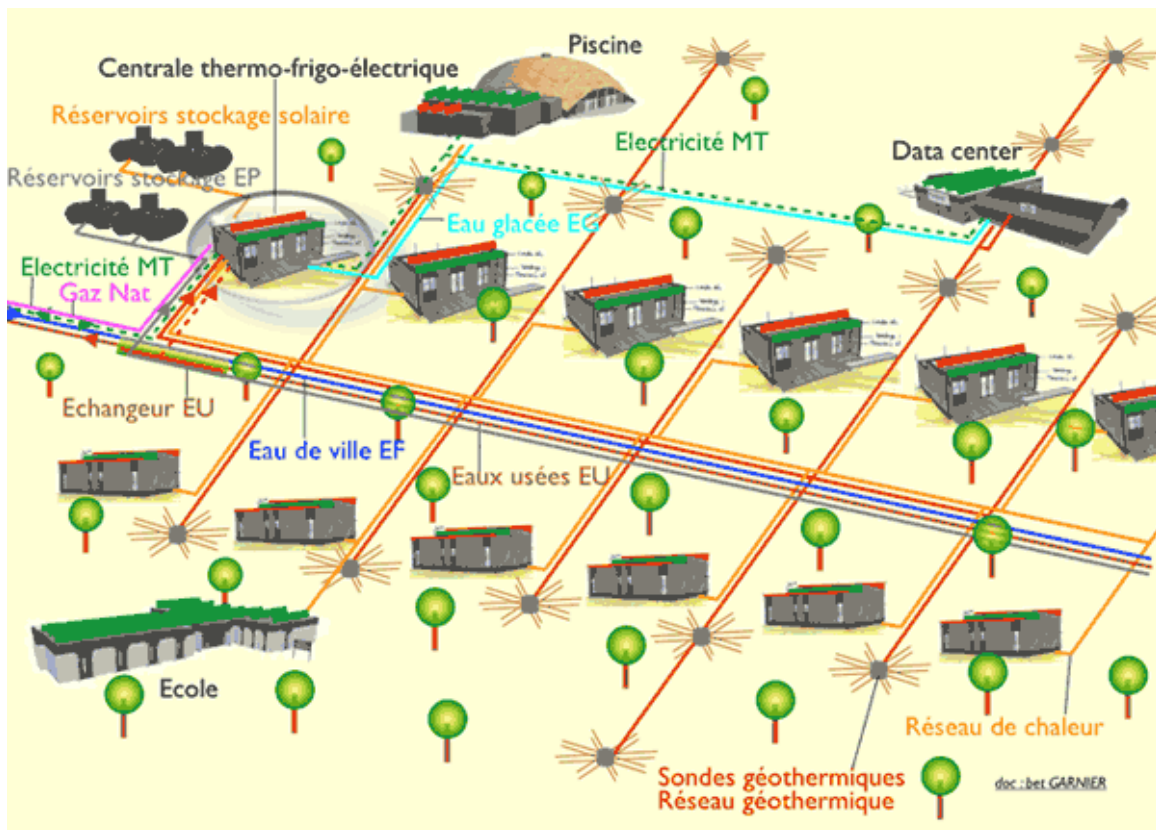 Piscine
Centrale thermo-frigo-électrique
Réservoirs stockage solaire
Electricité MT
Data center
Réservoirs stockage EP
Eau glacée EG
Electricité MT
Gaz Nat
Echangeur EU
Eau de ville EF
Eaux usées EU
Ecole
Réseau de chaleur
Sondes géothermiques
Réseau géothermique
doc : bet GARNIER